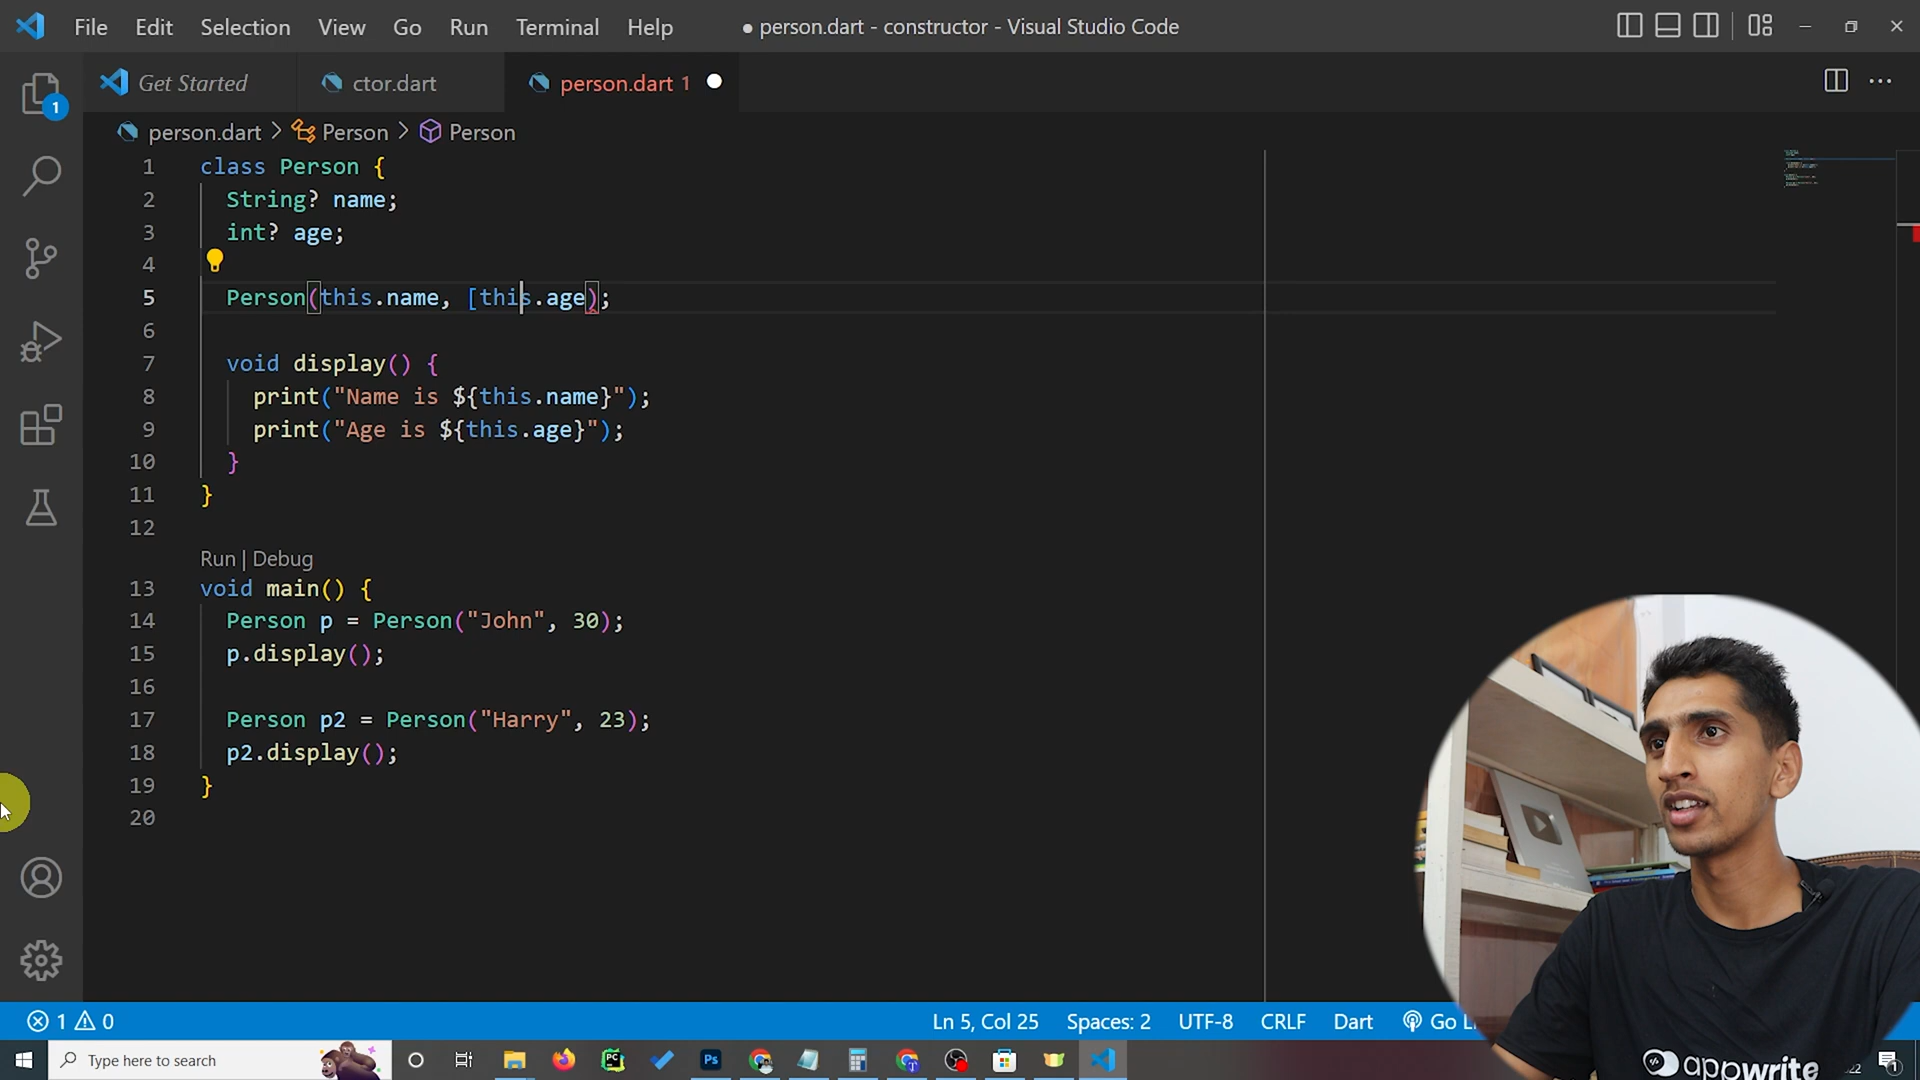 File Edit Selection View Go Run Terminal Help ● person.dart - constructor - Visual Studio Code
1 Get Started ctor.dart person.dart 1
person.dart > Person > Person
1 class Person {
2 String? name;
3 int? age;
4
5 Person(this.name, [this.age);
6
7 void display() {
8 print("Name is ${this.name}");
9 print("Age is ${this.age}");
10 }
11 }
12
Run | Debug
13 void main() {
14 Person p = Person("John", 30);
15 p.display();
16
17 Person p2 = Person("Harry", 23);
18 p2.display();
19 }
20
1 0 Ln 5, Col 25 Spaces: 2 UTF-8 CRLF Dart Go
Type here to search PC Ps T 1
appwrite